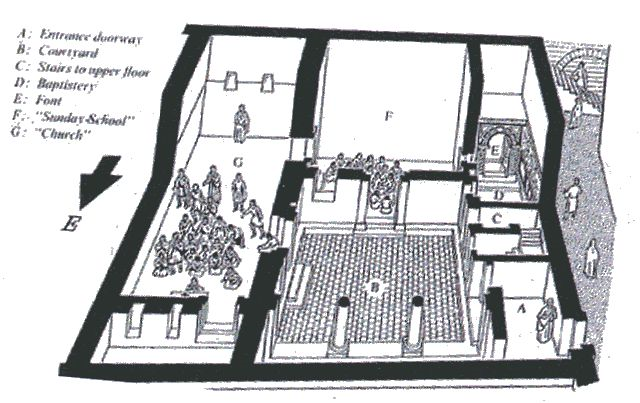 A: Entrance doorway
B: Courtyard
C: Stairs to upper floor
D: Baptistery
E: Font
F: "Sunday-School"
G: "Church"
F
E
G
D
C
E
B
A